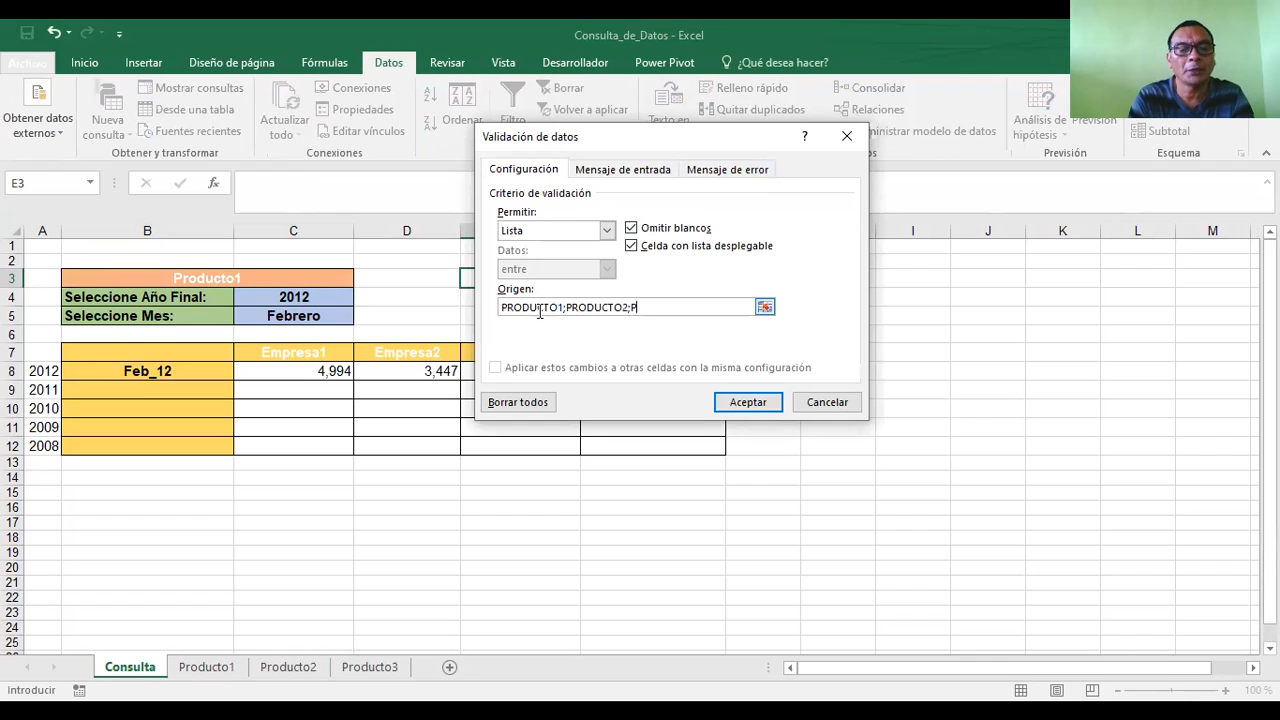 Consulta_de_Datos - Excel
Archivo Inicio Insertar Diseño de página Fórmulas Datos Revisar Vista Desarrollador Power Pivot ¿Qué desea hacer?
Obtener datos externos
Nueva consulta
Mostrar consultas
Desde una tabla
Fuentes recientes
Obtener y transformar
Actualizar todo
Conexiones
Propiedades
Editar vínculos
Conexiones
Filtro
Borrar
Volver a aplicar
Texto en
Relleno rápido
Quitar duplicados
Consolidar
Relaciones
Administrar modelo de datos
Análisis de hipótesis
Previsión
Previsión
Subtotal
Esquema
E3
fx
Validación de datos
?
Configuración Mensaje de entrada Mensaje de error
Criterio de validación
Permitir:
Lista
Omitir blancos
Datos:
Celda con lista desplegable
entre
Origen:
PRODUCTO1;PRODUCTO2;P
Aplicar estos cambios a otras celdas con la misma configuración
Borrar todos Aceptar Cancelar
A B C D I J K L M
1
2
3 Producto1
4 Seleccione Año Final: 2012
5 Seleccione Mes: Febrero
6
7 Empresa1 Empresa2
8 2012 Feb_12 4,994 3,447
9 2011
10 2010
11 2009
12 2008
13
14
15
16
17
18
19
20
21
22
23
24
25
Consulta Producto1 Producto2 Producto3
Introducir
100 %